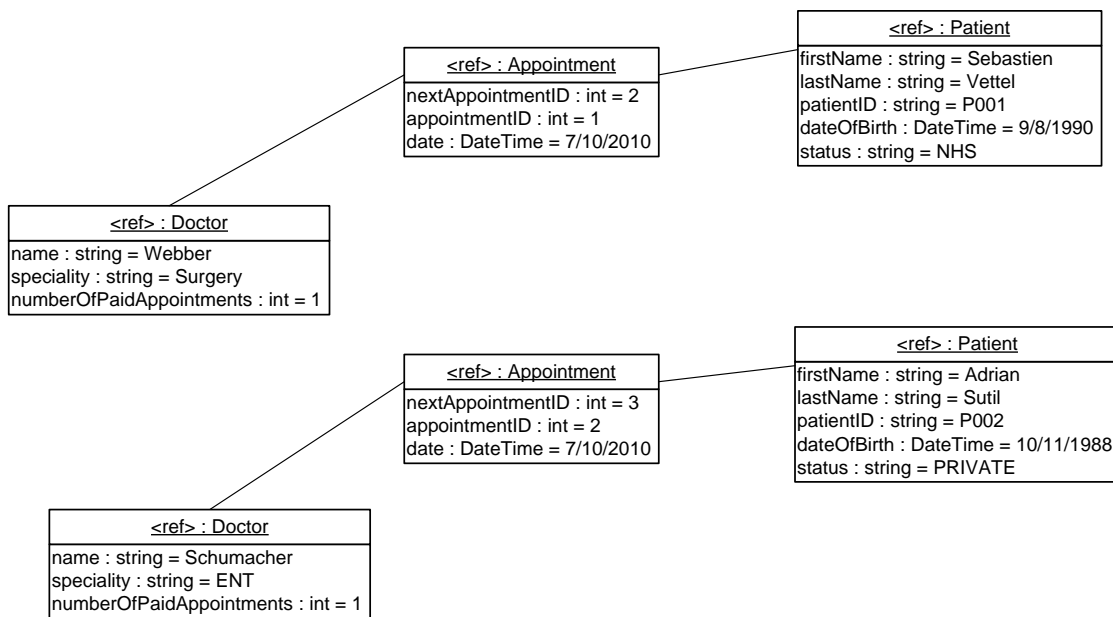 <ref> : Patient
firstName : string = Sebastien
lastName : string = Vettel
patientID : string = P001
dateOfBirth : DateTime = 9/8/1990
status : string = NHS
<ref> : Appointment
nextAppointmentID : int = 2
appointmentID : int = 1
date : DateTime = 7/10/2010
<ref> : Doctor
name : string = Webber
speciality : string = Surgery
numberOfPaidAppointments : int = 1
<ref> : Patient
firstName : string = Adrian
lastName : string = Sutil
patientID : string = P002
dateOfBirth : DateTime = 10/11/1988
status : string = PRIVATE
<ref> : Appointment
nextAppointmentID : int = 3
appointmentID : int = 2
date : DateTime = 7/10/2010
<ref> : Doctor
name : string = Schumacher
speciality : string = ENT
numberOfPaidAppointments : int = 1